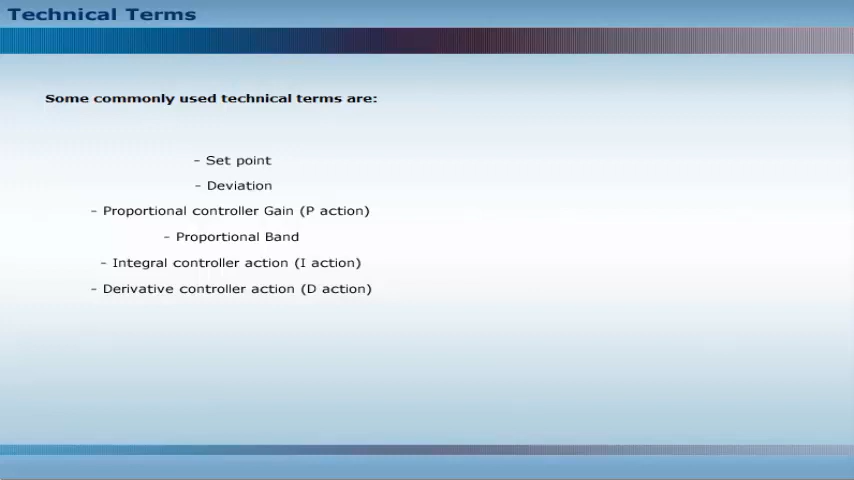 Technical Terms
Some commonly used technical terms are:
- Set point
- Deviation
- Proportional controller Gain (P action)
- Proportional Band
- Integral controller action (I action)
- Derivative controller action (D action)